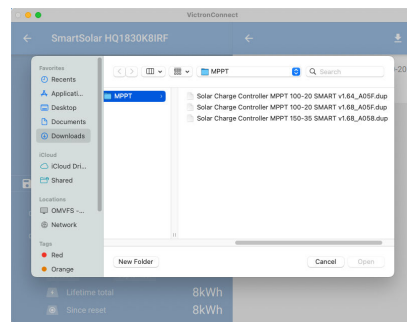 VictronConnect
SmartSolar HQ1830K8IRF
Favorites
Recents
Applicati...
Desktop
Documents
Downloads
iCloud
iCloud Dri...
Shared
Locations
OMVFS -...
Network
Tags
Red
Orange
MPPT
Search
MPPT
Solar Charge Controller MPPT 100-20 SMART v1.64_A05F.dup
Solar Charge Controller MPPT 100-20 SMART v1.68_A05F.dup
Solar Charge Controller MPPT 150-35 SMART v1.68_A058.dup
-20
New Folder
Cancel
Open
Lifetime total
8kWh
Since reset
8kWh